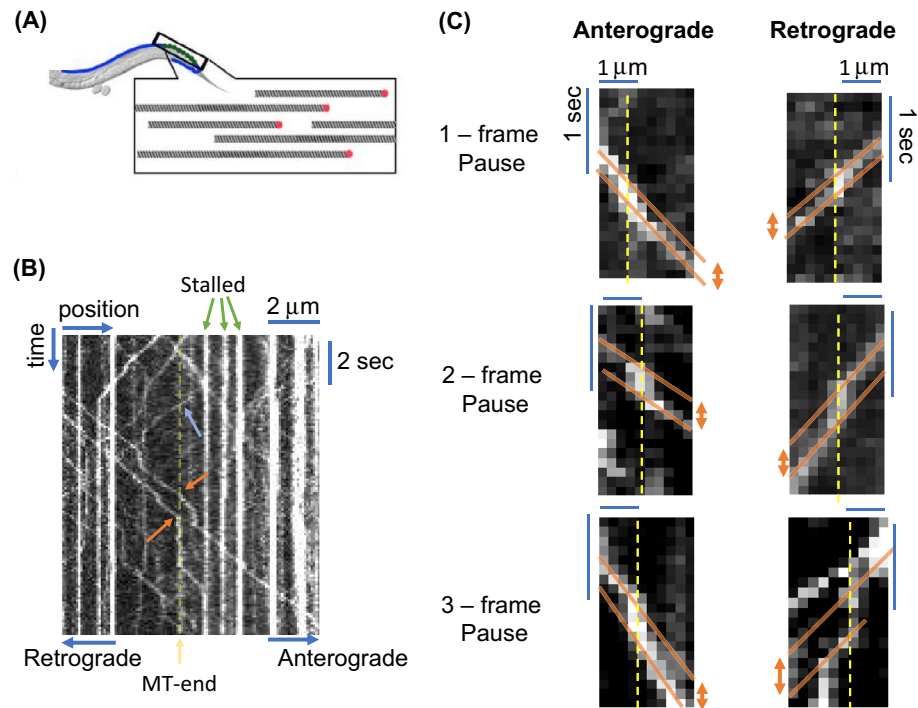 (A)
(B)
position
time
Stalled
2 μm
2 sec
Retrograde
Anterograde
MT-end
(C)
Anterograde
Retrograde
1 μm
1 μm
1 sec
1 sec
1 – frame
Pause
2 – frame
Pause
3 – frame
Pause